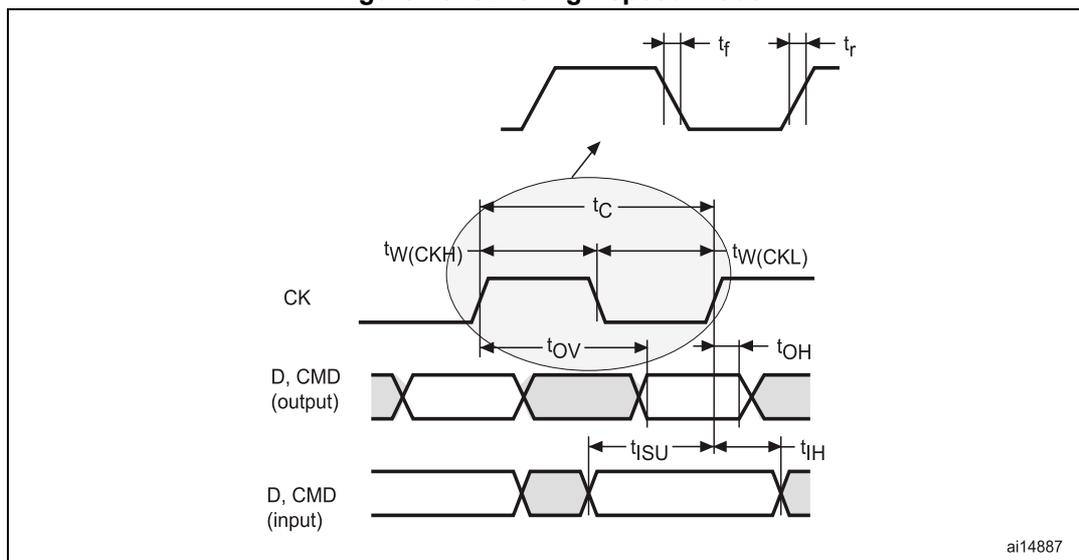 tf
tr
tC
tW(CKH)
tW(CKL)
CK
tOV
tOH
D, CMD
(output)
tISU
tIH
D, CMD
(input)
ai14887